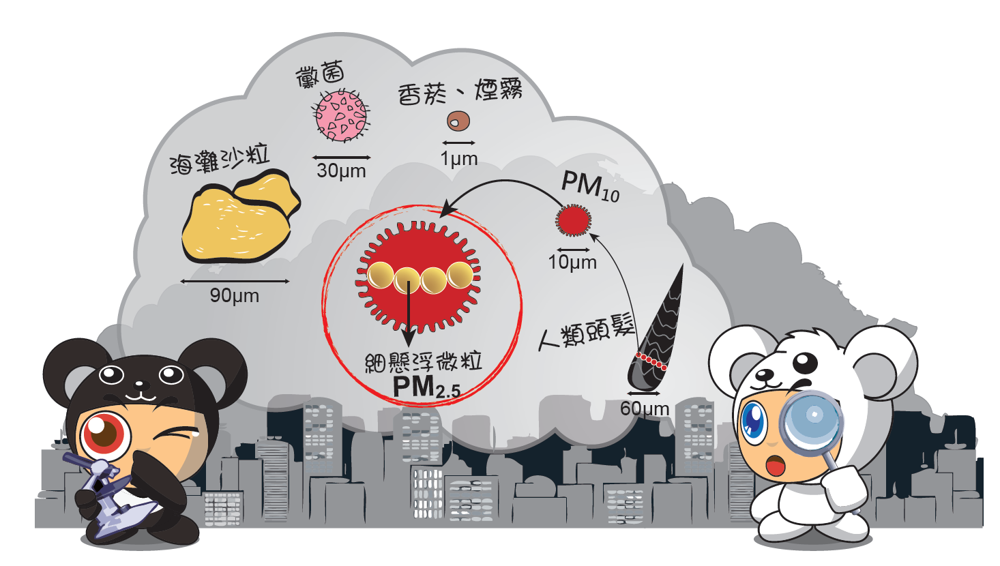 黴菌
30μm
香菸、煙霧
1μm
海灘沙粒
90μm
PM10
10μm
人類頭髮
60μm
細懸浮微粒
PM2.5